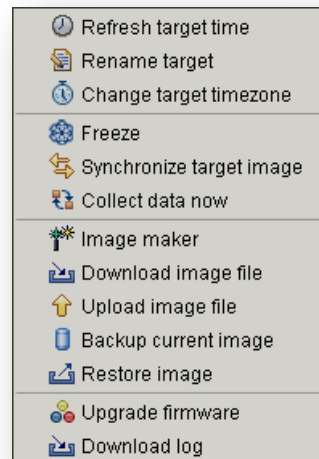 Refresh target time
Rename target
Change target timezone
Freeze
Synchronize target image
Collect data now
Image maker
Download image file
Upload image file
Backup current image
Restore image
Upgrade firmware
Download log